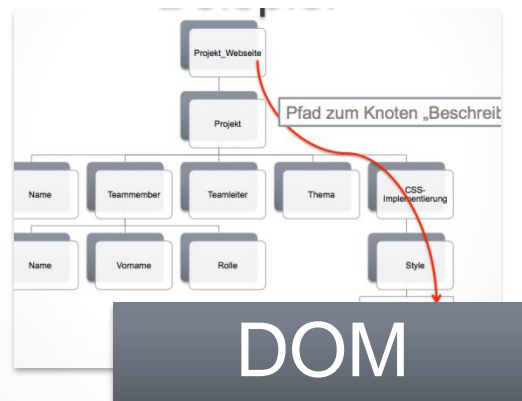 Projekt_Webseite
Pfad zum Knoten „Beschreib
Projekt
Name
Teammember
Teamleiter
Thema
CSS-
Implementierung
Name
Vorname
Rolle
Style
DOM